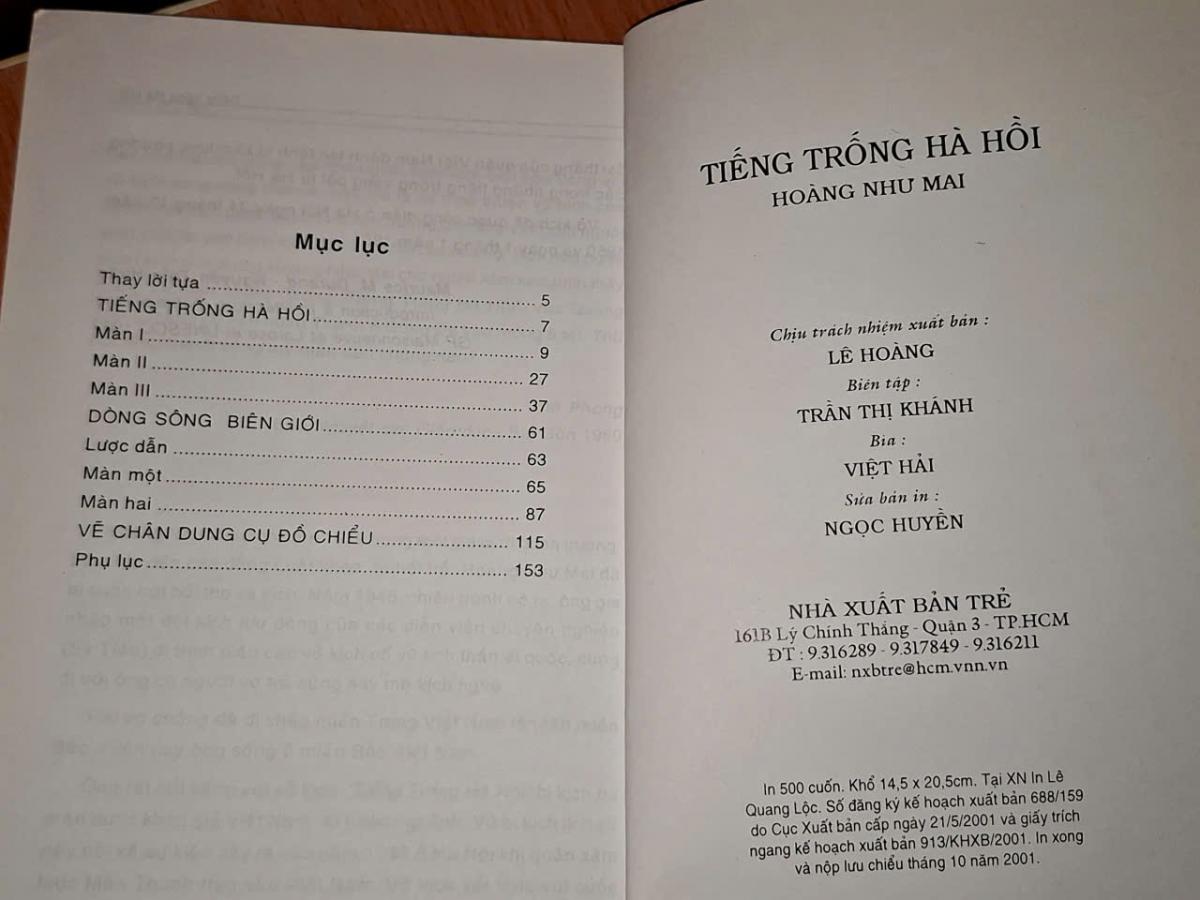 Mục lục
Thay lời tựa ........ 5
TIẾNG TRỐNG HÀ HỒI ........ 7
Màn I ........ 9
Màn II ........ 27
Màn III ........ 37
DÒNG SÔNG BIÊN GIỚI ........ 61
Lược dẫn ........ 63
Màn một ........ 65
Màn hai ........ 87
VẼ CHÂN DUNG CỤ ĐỒ CHIỂU ........ 115
Phụ lục ........ 153
TIẾNG TRỐNG HÀ HỒI
HOÀNG NHƯ MAI
Chịu trách nhiệm xuất bản :
LÊ HOÀNG
Biên tập :
TRẦN THỊ KHÁNH
Bìa :
VIỆT HẢI
Sửa bản in :
NGỌC HUYỀN
NHÀ XUẤT BẢN TRẺ
161B Lý Chính Thắng - Quận 3 - TP.HCM
ĐT : 9.316289 - 9.317849 - 9.316211
E-mail: nxbtre@hcm.vnn.vn
In 500 cuốn. Khổ 14,5 x 20,5cm. Tại XN In Lê
Quang Lộc. Số đăng ký kế hoạch xuất bản 688/159
do Cục Xuất bản cấp ngày 21/5/2001 và giấy trích
ngang kế hoạch xuất bản 913/KHXB/2001. In xong
và nộp lưu chiểu tháng 10 năm 2001.